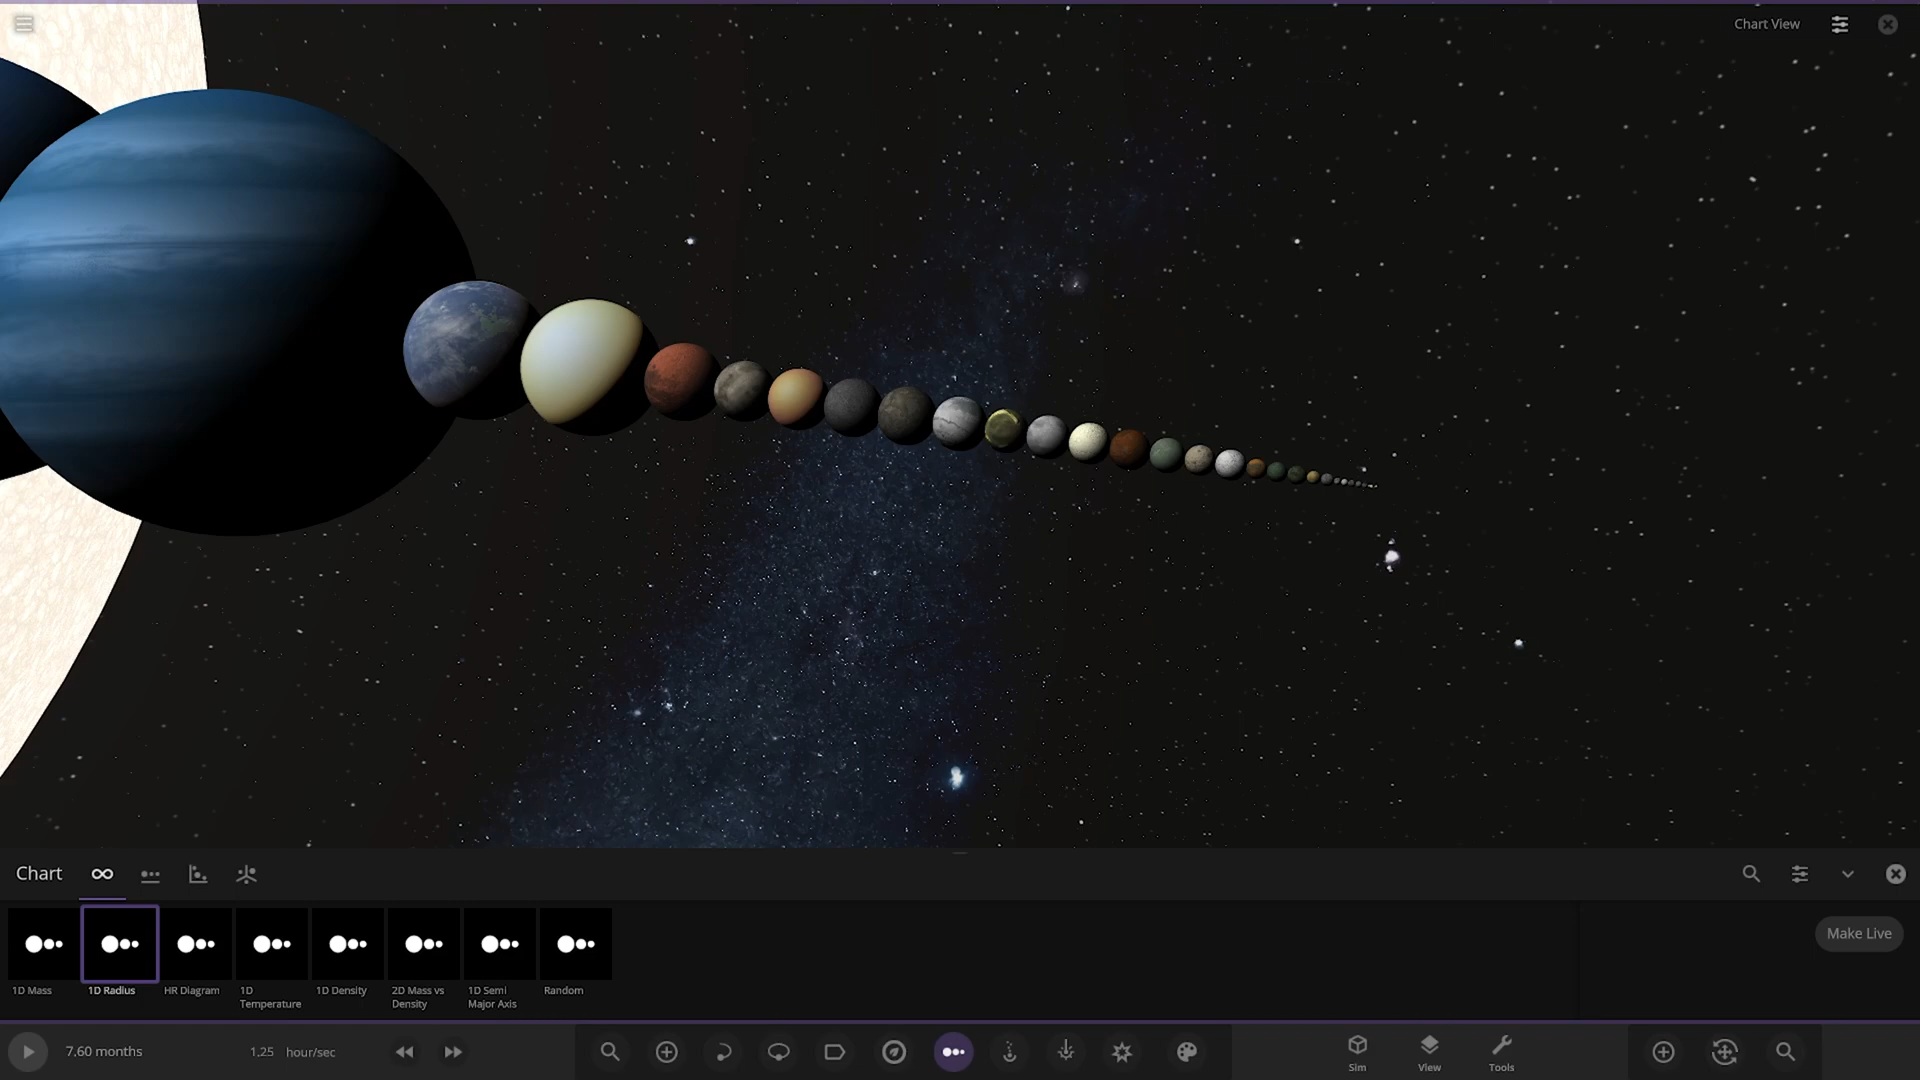 Chart View
Chart
Make Live
1D Mass
1D Radius
HR Diagram
1D
Temperature
1D Density
2D Mass vs
Density
1D Semi
Major Axis
Random
7.60 months
1.25 hour/sec
Sim
View
Tools